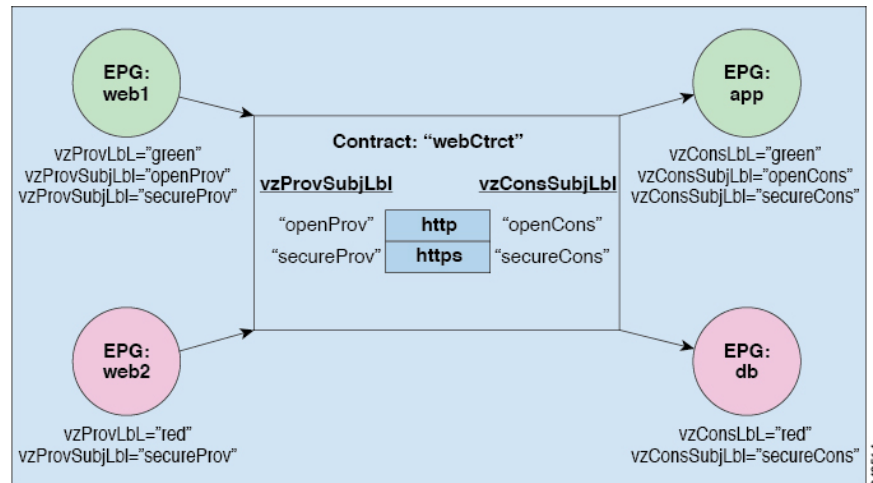 EPG:
web1
vzProvLbL="green"
vzProvSubjLbl="openProv"
vzProvSubjLbl="secureProv"
EPG:
app
vzConsLbL="green"
vzConsSubjLbl="openCons"
vzConsSubjLbl="secureCons"
Contract: "webCtrct"
vzProvSubjLbl vzConsSubjLbl
"openProv" http "openCons"
"secureProv" https "secureCons"
EPG:
web2
vzProvLbL="red"
vzProvSubjLbl="secureProv"
EPG:
db
vzConsLbL="red"
vzConsSubjLbl="secureCons"